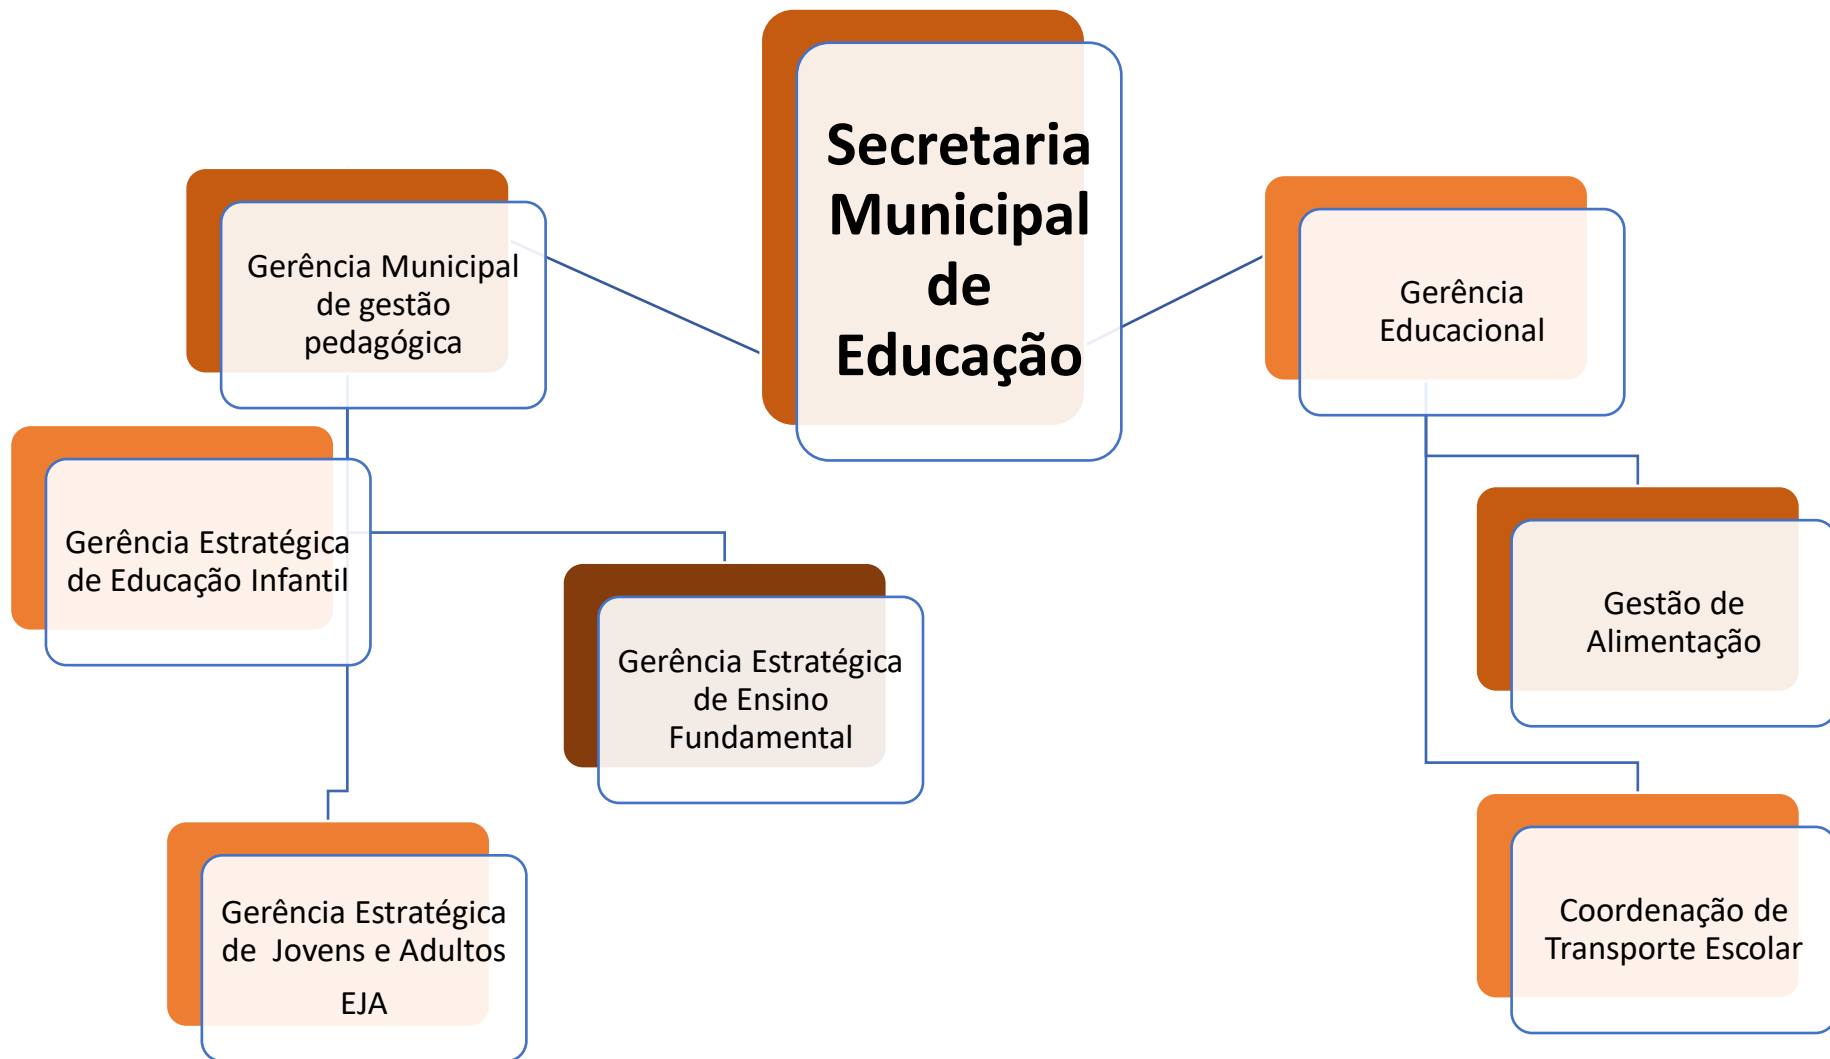 Secretaria
Municipal
de
Educação
Gerência Municipal
de gestão
pedagógica
Gerência
Educacional
Gerência Estratégica
de Educação Infantil
Gerência Estratégica
de Ensino
Fundamental
Gerência Estratégica
de Jovens e Adultos
EJA
Gestão de
Alimentação
Coordenação de
Transporte Escolar